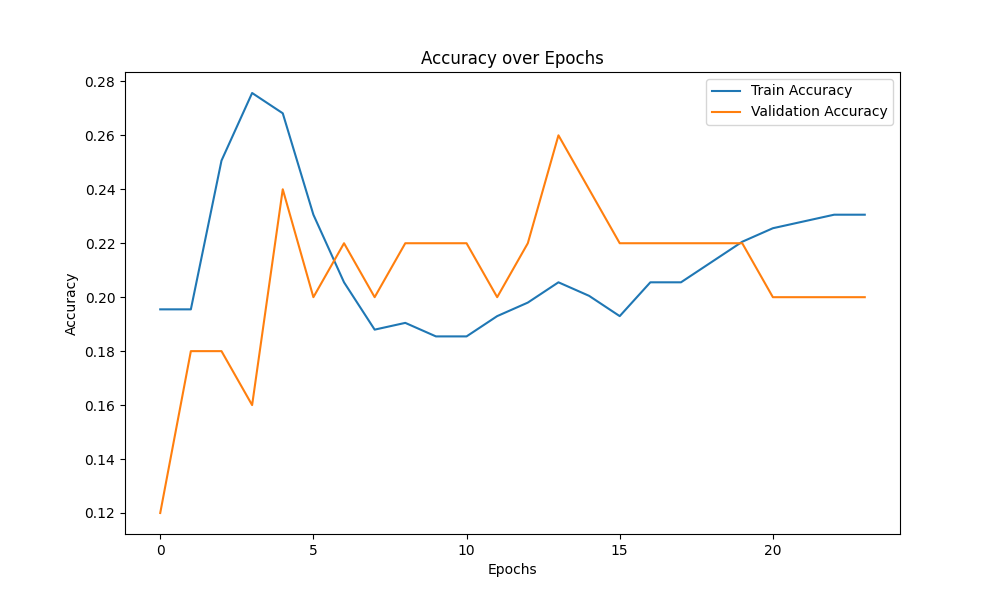 Accuracy over Epochs
Train Accuracy
Validation Accuracy
0.28
0.26
0.24
0.22
0.20
0.18
0.16
0.14
0.12
Accuracy
0
5
10
15
20
Epochs